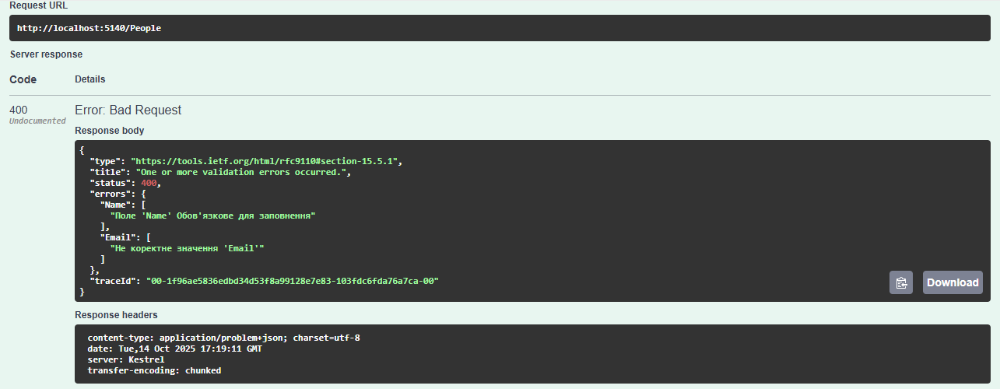 Request URL
http://localhost:5140/People
Server response
Code Details
400 Error: Bad Request
Undocumented
Response body
{
"type": "https://tools.ietf.org/html/rfc9110#section-15.5.1",
"title": "One or more validation errors occurred.",
"status": 400,
"errors": {
"Name": [
"Поле 'Name' Обов'язкове для заповнення"
],
"Email": [
"Не коректне значення 'Email'"
]
},
"traceId": "00-1f96ae5836edbd34d53f8a99128e7e83-103fdc6fda76a7ca-00"
}
Download
Response headers
content-type: application/problem+json; charset=utf-8
date: Tue,14 Oct 2025 17:19:11 GMT
server: Kestrel
transfer-encoding: chunked